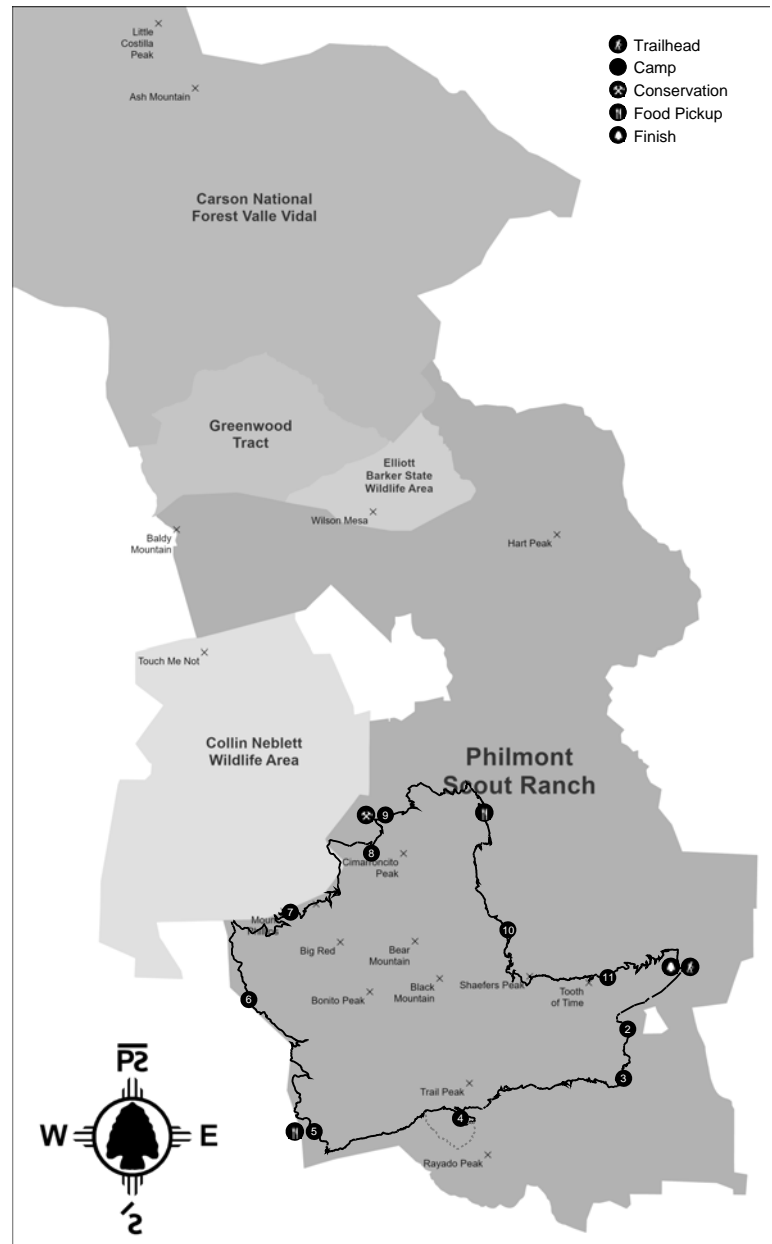 Little
Costilla
Peak
Ash Mountain
Trailhead
Camp
Conservation
Food Pickup
Finish
Carson National
Forest Valle Vidal
Greenwood
Tract
Elliott
Barker State
Wildlife Area
Wilson Mesa
Baldy
Mountain
Hart Peak
Touch Me Not
Collin Neblett
Wildlife Area
Philmont
Scout Ranch
9
8
Cimarroncito
Peak
7
10
Big Red
Bear
Mountain
11
Shaefers Peak
Tooth
of Time
Black
Mountain
Bonito Peak
6
2
3
Trail Peak
4
5
Rayado Peak
W
E